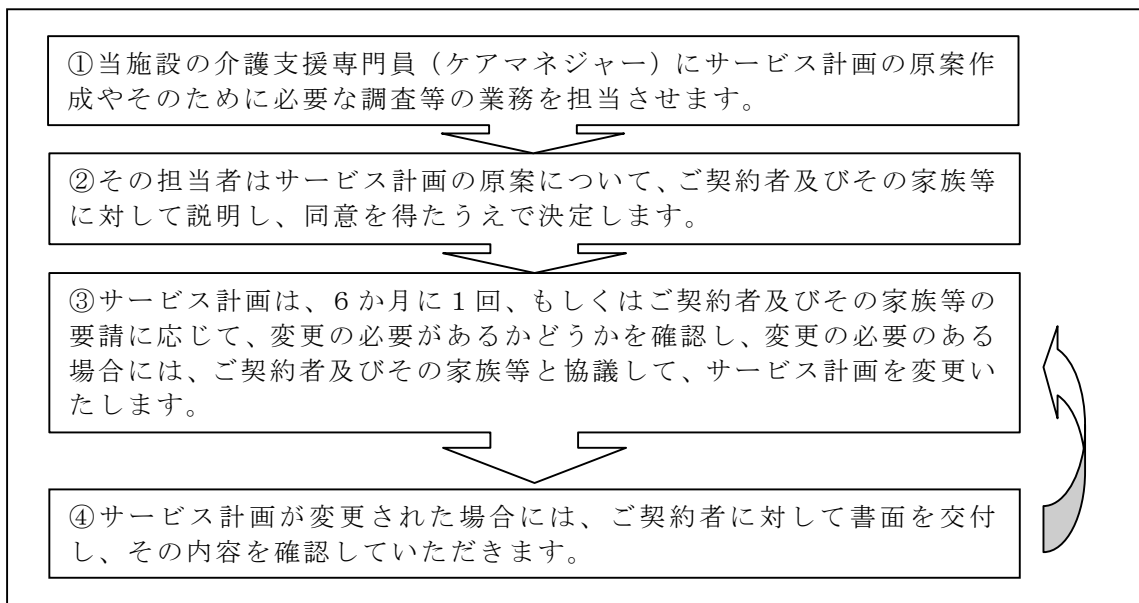 ①当施設の介護支援専門員（ケアマネジャー）にサービス計画の原案作
成やそのために必要な調査等の業務を担当させます。
②その担当者はサービス計画の原案について、ご契約者及びその家族等
に対して説明し、同意を得たうえで決定します。
③サービス計画は、６か月に１回、もしくはご契約者及びその家族等の
要請に応じて、変更の必要があるかどうかを確認し、変更の必要のある
場合には、ご契約者及びその家族等と協議して、サービス計画を変更い
たします。
④サービス計画が変更された場合には、ご契約者に対して書面を交付
し、その内容を確認していただきます。